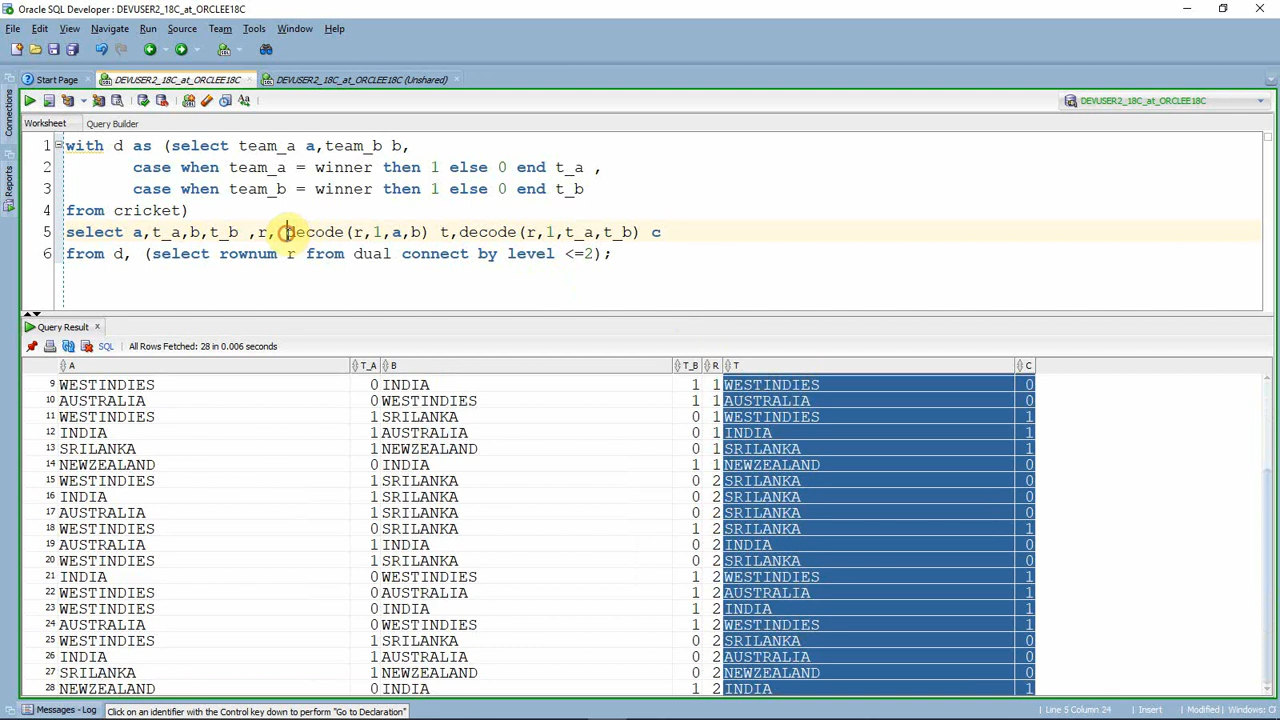 Oracle SQL Developer : DEVUSER2_18C_at_ORCLEE18C
File Edit View Navigate Run Source Team Tools Window Help
Start Page DEVUSER2_18C_at_ORCLEE18C DEVUSER2_18C_at_ORCLEE18C (Unshared)
DEVUSER2_18C_at_ORCLEE18C
Connections
Reports
Worksheet Query Builder
1 with d as (select team_a a,team_b b,
2 case when team_a = winner then 1 else 0 end t_a ,
3 case when team_b = winner then 1 else 0 end t_b
4 from cricket)
5 select a,t_a,b,t_b ,r, decode(r,1,a,b) t,decode(r,1,t_a,t_b) c
6 from d, (select rownum r from dual connect by level <=2);
Query Result
SQL All Rows Fetched: 28 in 0.006 seconds
A T_A B T_B R T C
9 WESTINDIES 0 INDIA 1 1 WESTINDIES 0
10 AUSTRALIA 0 WESTINDIES 1 1 AUSTRALIA 0
11 WESTINDIES 1 SRILANKA 0 1 WESTINDIES 1
12 INDIA 1 AUSTRALIA 0 1 INDIA 1
13 SRILANKA 1 NEWZEALAND 0 1 SRILANKA 1
14 NEWZEALAND 0 INDIA 1 1 NEWZEALAND 0
15 WESTINDIES 1 SRILANKA 0 2 SRILANKA 0
16 INDIA 1 SRILANKA 0 2 SRILANKA 0
17 AUSTRALIA 1 SRILANKA 0 2 SRILANKA 0
18 WESTINDIES 0 SRILANKA 1 2 SRILANKA 1
19 AUSTRALIA 1 INDIA 0 2 INDIA 0
20 WESTINDIES 1 SRILANKA 0 2 SRILANKA 0
21 INDIA 0 WESTINDIES 1 2 WESTINDIES 1
22 WESTINDIES 0 AUSTRALIA 1 2 AUSTRALIA 1
23 WESTINDIES 0 INDIA 1 2 INDIA 1
24 AUSTRALIA 0 WESTINDIES 1 2 WESTINDIES 1
25 WESTINDIES 1 SRILANKA 0 2 SRILANKA 0
26 INDIA 1 AUSTRALIA 0 2 AUSTRALIA 0
27 SRILANKA 1 NEWZEALAND 0 2 NEWZEALAND 0
28 NEWZEALAND 0 INDIA 1 2 INDIA 1
Messages - Log Click on an identifier with the Control key down to perform "Go to Declaration" Line 5 Column 24 Insert Modified Windows: C